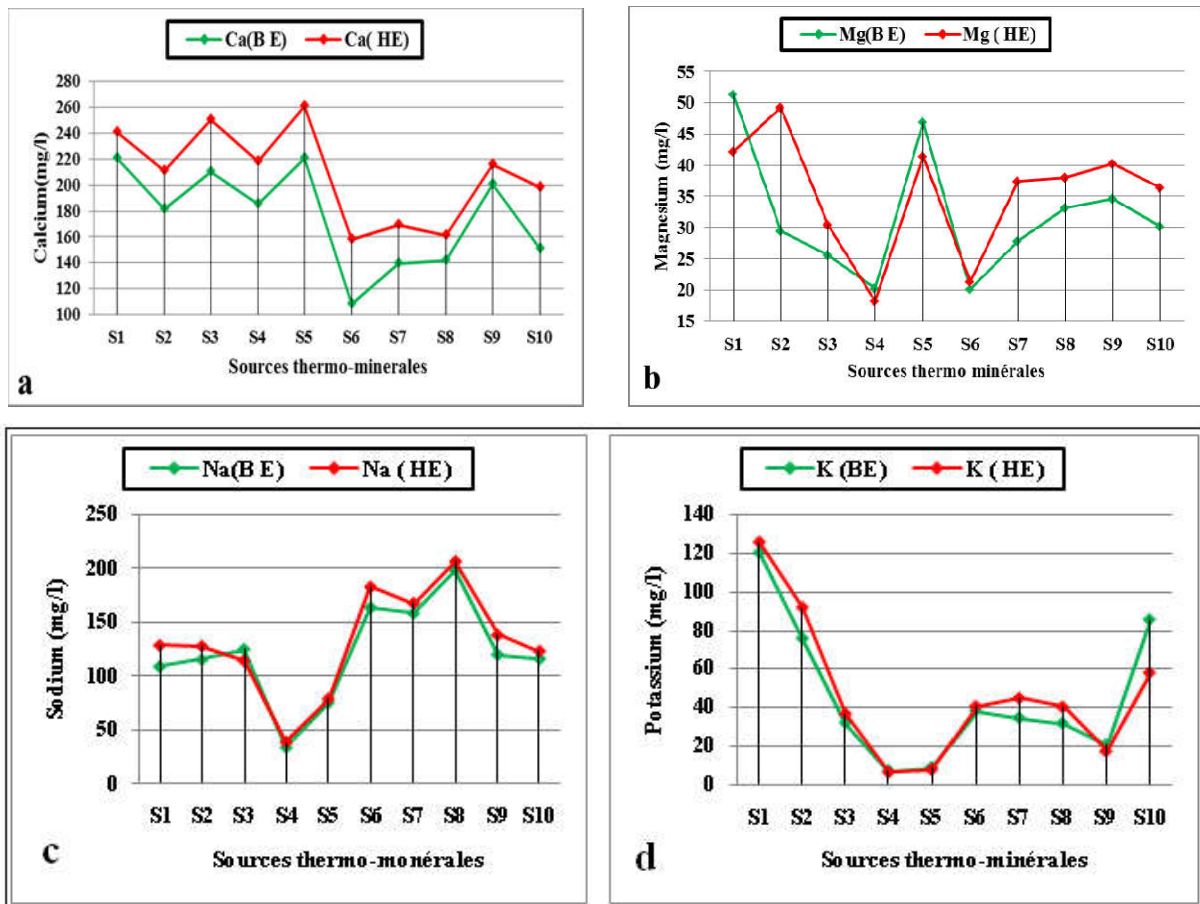 Ca(B E) Ca( HE)
Calcium(mg/l)
280
260
240
220
200
180
160
140
120
100
S1 S2 S3 S4 S5 S6 S7 S8 S9 S10
Sources thermo-minerales
a
Mg(BE) Mg ( HE)
Magnesium (mg/l)
55
50
45
40
35
30
25
20
15
S1 S2 S3 S4 S5 S6 S7 S8 S9 S10
Sources thermo minérales
b
Na(B E) Na ( HE)
Sodium (mg/l)
250
200
150
100
50
0
S1 S2 S3 S4 S5 S6 S7 S8 S9 S10
Sources thermo-monérales
c
K (BE) K ( HE)
Potassium (mg/l)
140
120
100
80
60
40
20
0
S1 S2 S3 S4 S5 S6 S7 S8 S9 S10
Sources thermo-minérales
d